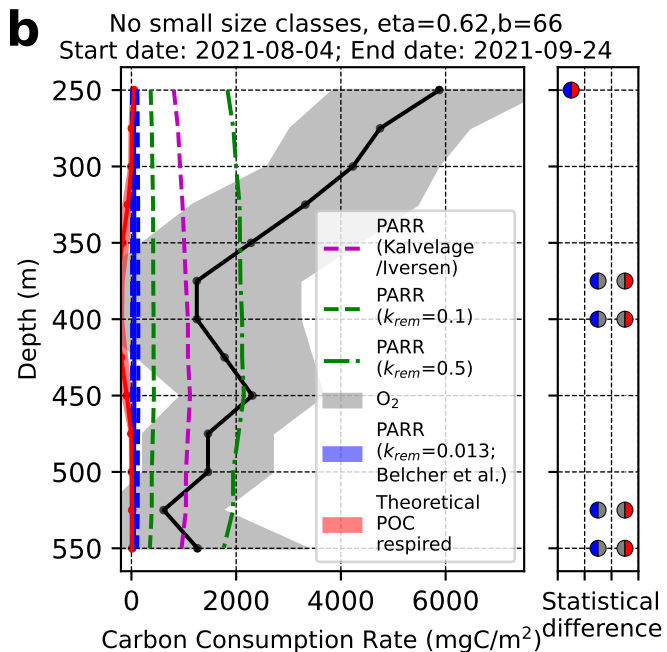 b
No small size classes, eta=0.62,b=66
Start date: 2021-08-04; End date: 2021-09-24
250
300
350
400
450
500
550
Depth (m)
PARR
(Kalvelage
/Iversen)
PARR
(k_rem=0.1)
PARR
(k_rem=0.5)
O₂
PARR
(k_rem=0.013;
Belcher et al.)
Theoretical
POC
respired
0 2000 4000 6000
Carbon Consumption Rate (mgC/m²)
Statistical
difference